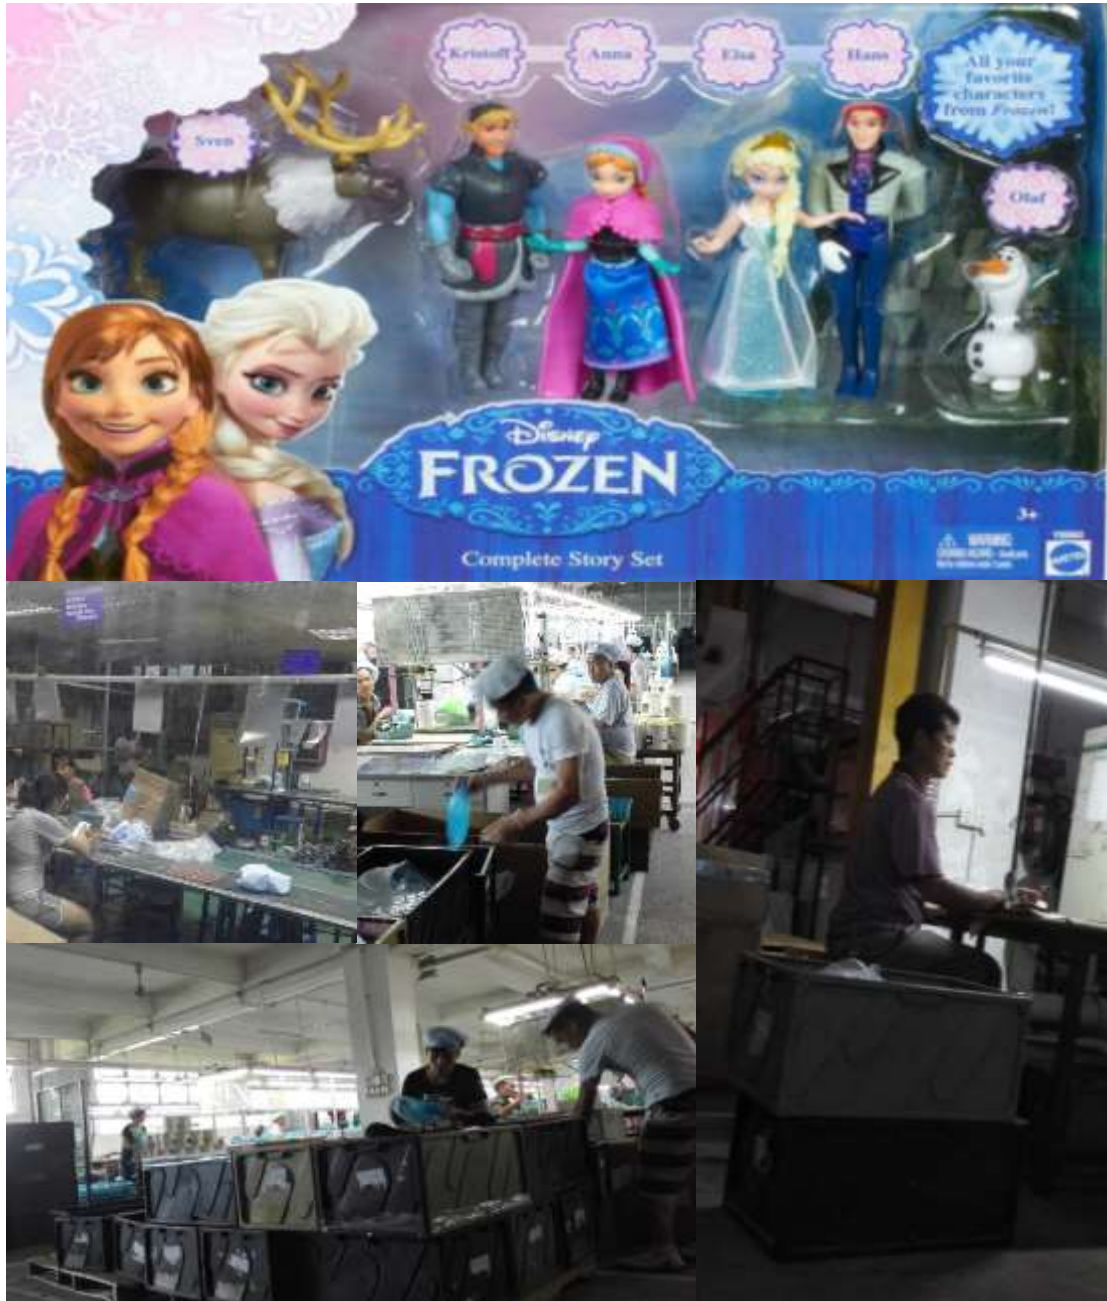 Kristoff
Anna
Elsa
Hans
All your
favorite
characters
from Frozen!
Sven
Olaf
Disney
FROZEN
3+
WARNING
Complete Story Set
MATTEL